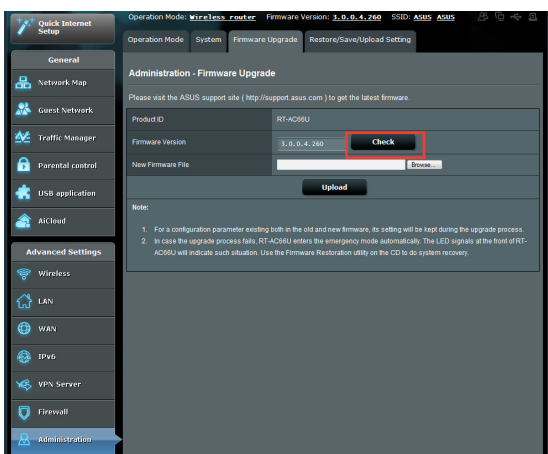 Quick Internet
Setup
General
Network Map
Guest Network
Traffic Manager
Parental control
USB application
AiCloud
Advanced Settings
Wireless
LAN
WAN
IPv6
VPN Server
Firewall
Administration
Operation Mode: Wireless router Firmware Version: 3.0.0.4.260 SSID: ASUS ASUS
Operation Mode System Firmware Upgrade Restore/Save/Upload Setting
Administration - Firmware Upgrade
Please visit the ASUS support site ( http://support.asus.com ) to get the latest firmware.
Product ID RT-AC66U
Firmware Version 3.0.0.4.260 Check
New Firmware File Browse...
Upload
Note:
1. For a configuration parameter existing both in the old and new firmware, its setting will be kept during the upgrade process.
2. In case the upgrade process fails, RT-AC66U enters the emergency mode automatically. The LED signals at the front of RT-
AC66U will indicate such situation. Use the Firmware Restoration utility on the CD to do system recovery.